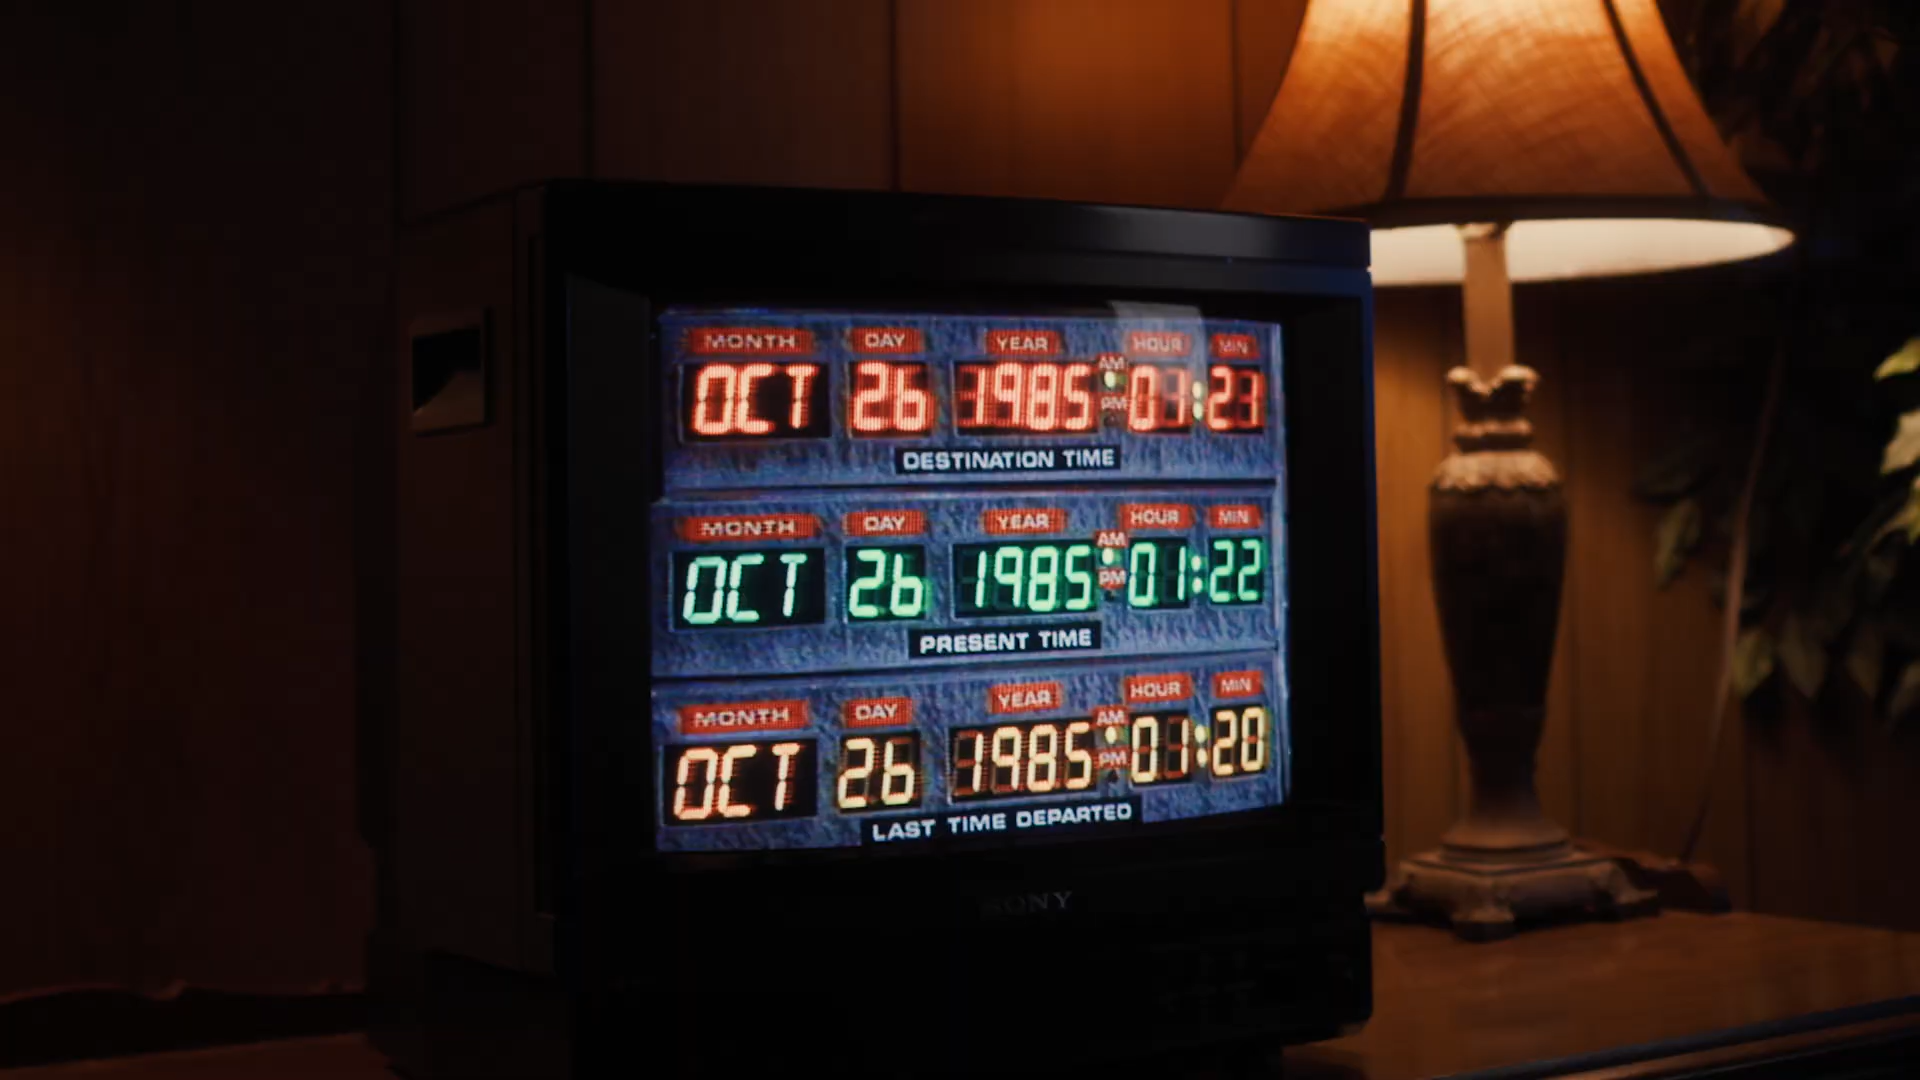 MONTH DAY YEAR HOUR MIN
AM
OCT 26 1985 01:21
PM
DESTINATION TIME
MONTH DAY YEAR HOUR MIN
AM
OCT 26 1985 01:22
PM
PRESENT TIME
MONTH DAY YEAR HOUR MIN
AM
OCT 26 1985 01:20
PM
LAST TIME DEPARTED
SONY